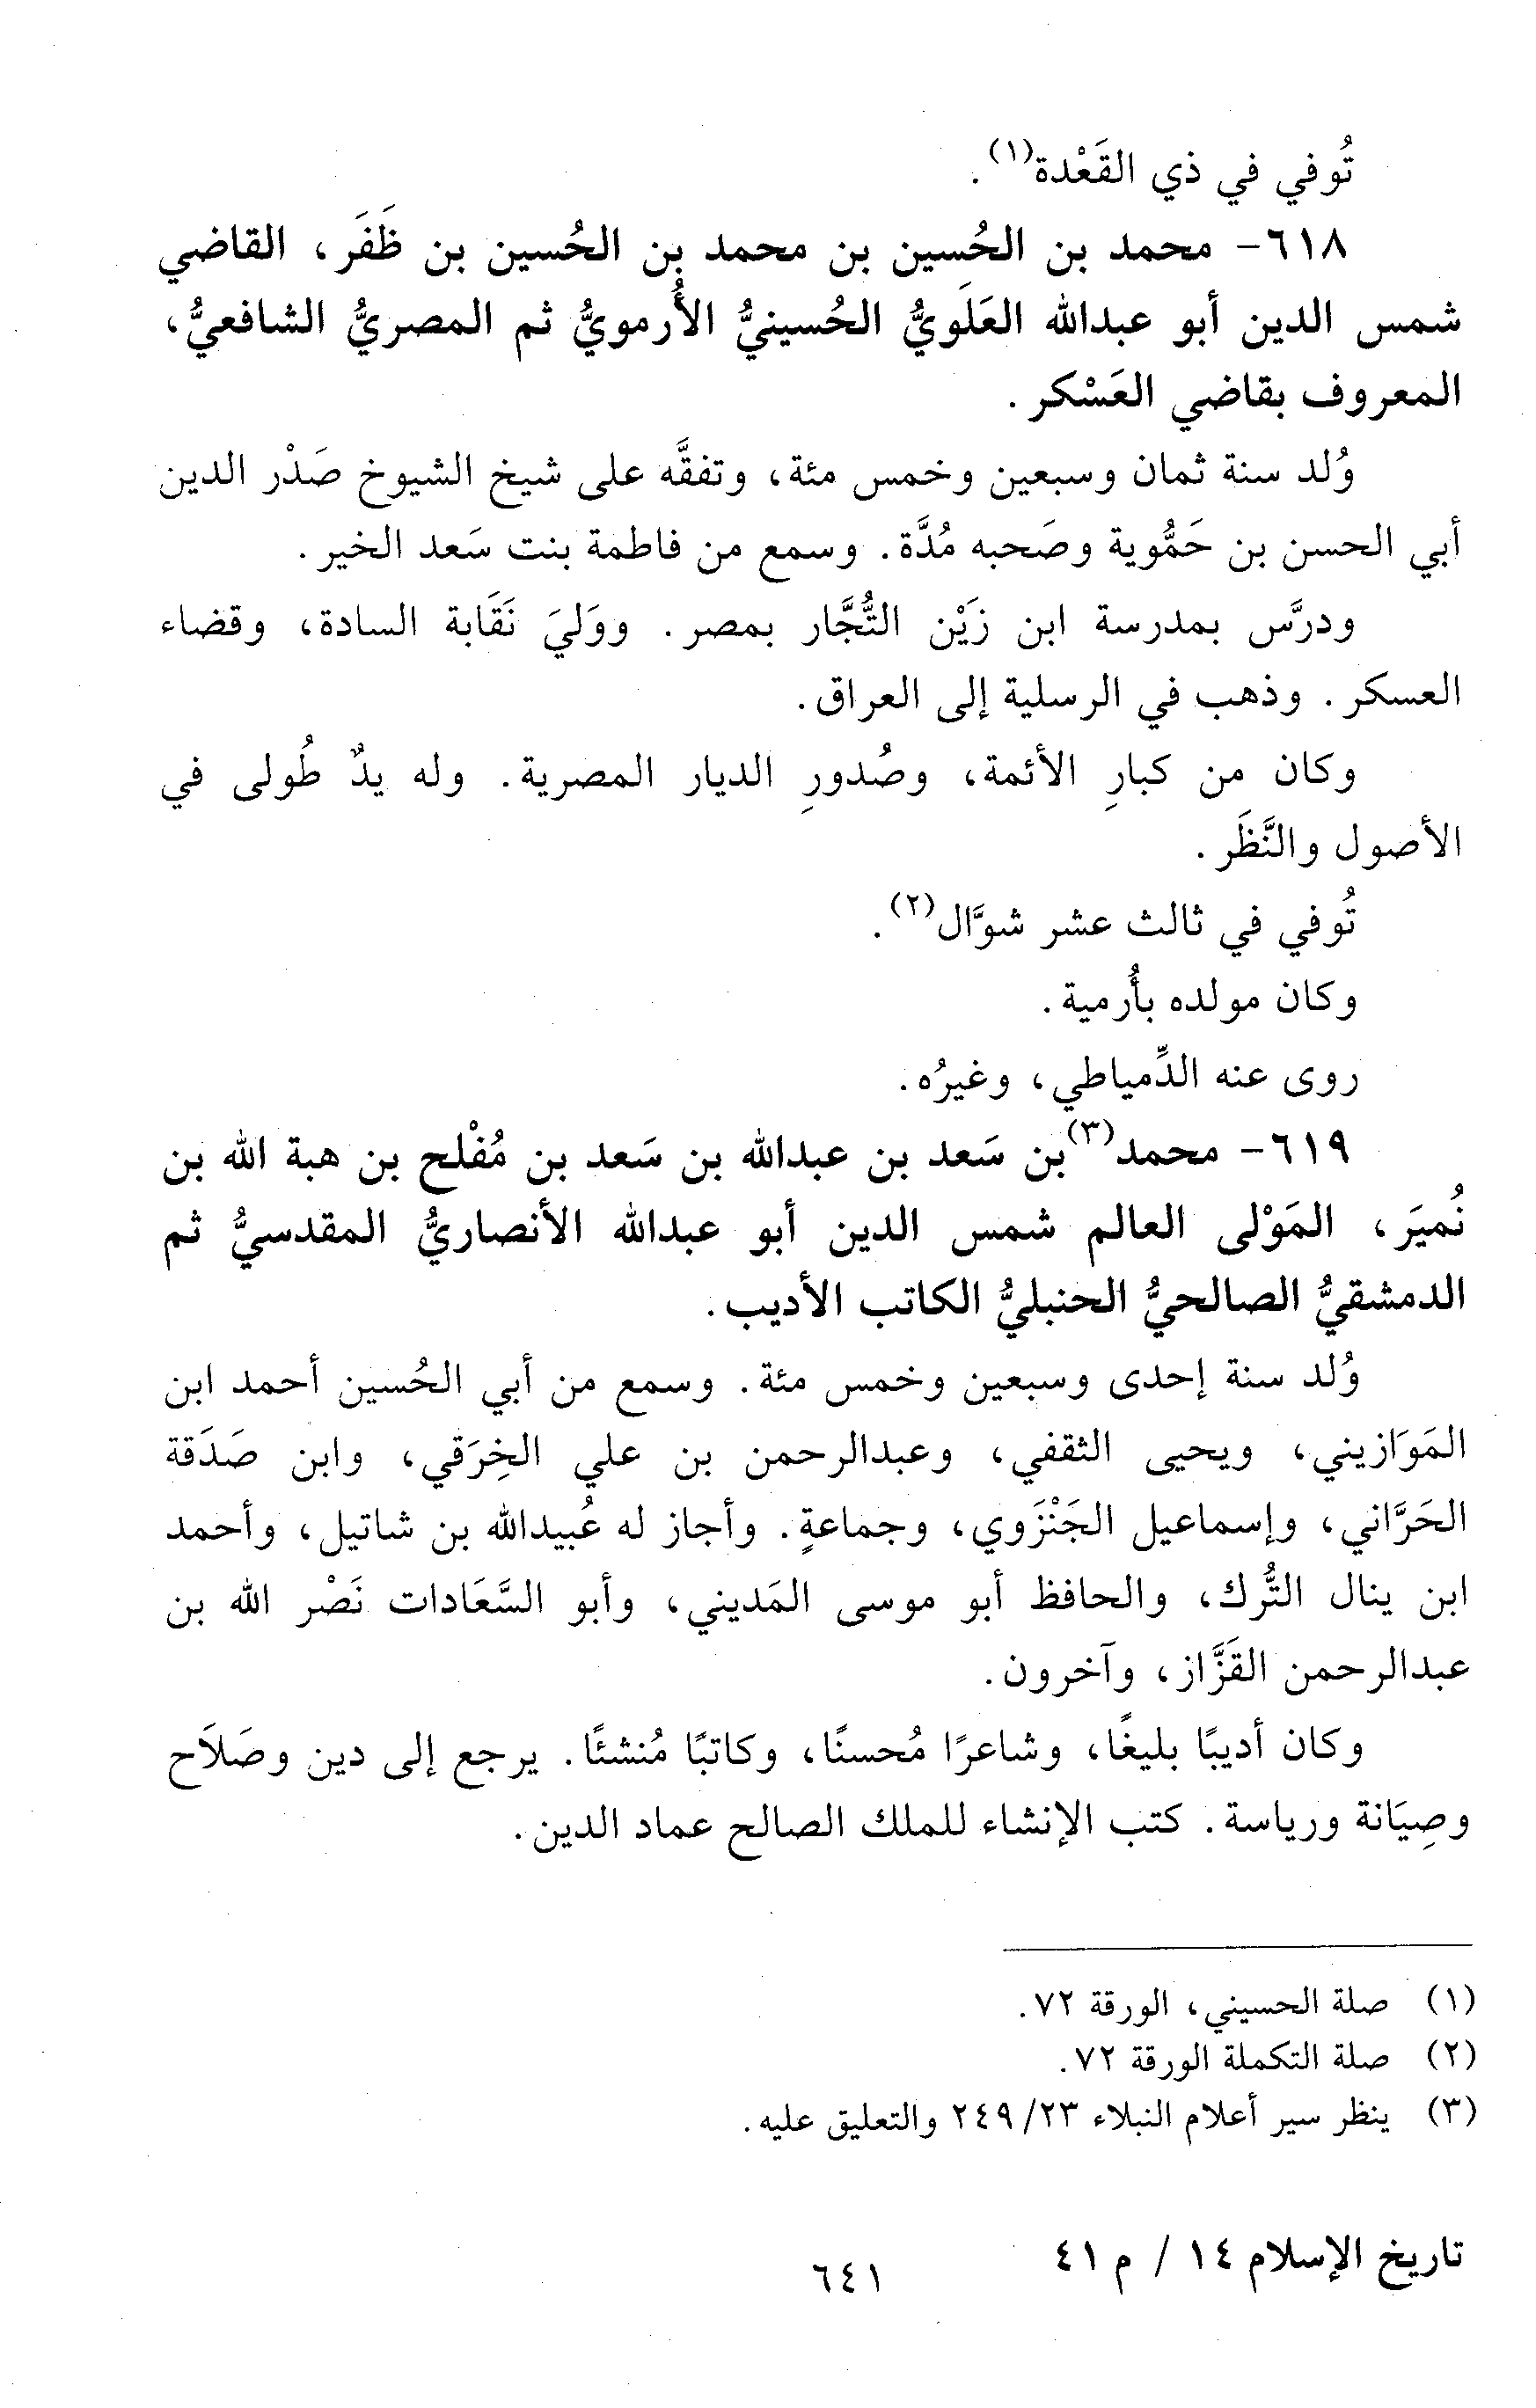 تُوفي في ذي القَعْدة(١).
٦١٨- محمد بن الحُسين بن محمد بن الحُسين بن ظَفَر، القاضي
شمس الدين أبو عبدالله العَلَويُّ الحُسينيُّ الأُرمويُّ ثم المصريُّ الشافعيُّ،
المعروف بقاضي العَسْكر.
وُلد سنة ثمان وسبعين وخمس مئة، وتفقَّه على شيخ الشيوخ صَدْر الدين
أبي الحسن بن حَمُّوية وصَحبه مُدَّة. وسمع من فاطمة بنت سَعد الخير.
ودرَّس بمدرسة ابن زَيْن التُّجَّار بمصر. ووَليَ نَقَابة السادة، وقضاء
العسكر. وذهب في الرسلية إلى العراق.
وكان من كبارِ الأئمة، وصُدورِ الديار المصرية. وله يدٌ طُولى في
الأصول والنَّظَر.
تُوفي في ثالث عشر شوَّال(٢).
وكان مولده بأُرمية.
روى عنه الدِّمياطي، وغيرُه.
٦١٩- محمد(٣) بن سَعد بن عبدالله بن سَعد بن مُفْلح بن هبة الله بن
نُميَر، المَوْلى العالم شمس الدين أبو عبدالله الأنصاريُّ المقدسيُّ ثم
الدمشقيُّ الصالحيُّ الحنبليُّ الكاتب الأديب.
وُلد سنة إحدى وسبعين وخمس مئة. وسمع من أبي الحُسين أحمد ابن
المَوَازيني، ويحيى الثقفي، وعبدالرحمن بن علي الخِرَقي، وابن صَدَقة
الحَرَّاني، وإسماعيل الجَنْزَوي، وجماعةٍ. وأجاز له عُبيدالله بن شاتيل، وأحمد
ابن ينال التُّرك، والحافظ أبو موسى المَديني، وأبو السَّعَادات نَصْر الله بن
عبدالرحمن القَزَّاز، وآخرون.
وكان أديبًا بليغًا، وشاعرًا مُحسنًا، وكاتبًا مُنشئًا. يرجع إلى دين وصَلاَح
وصِيَانة ورياسة. كتب الإنشاء للملك الصالح عماد الدين.
(١) صلة الحسيني، الورقة ٧٢.
(٢) صلة التكملة الورقة ٧٢.
(٣) ينظر سير أعلام النبلاء ٢٣/ ٢٤٩ والتعليق عليه.
تاريخ الإسلام ١٤ / م ٤١
٦٤١